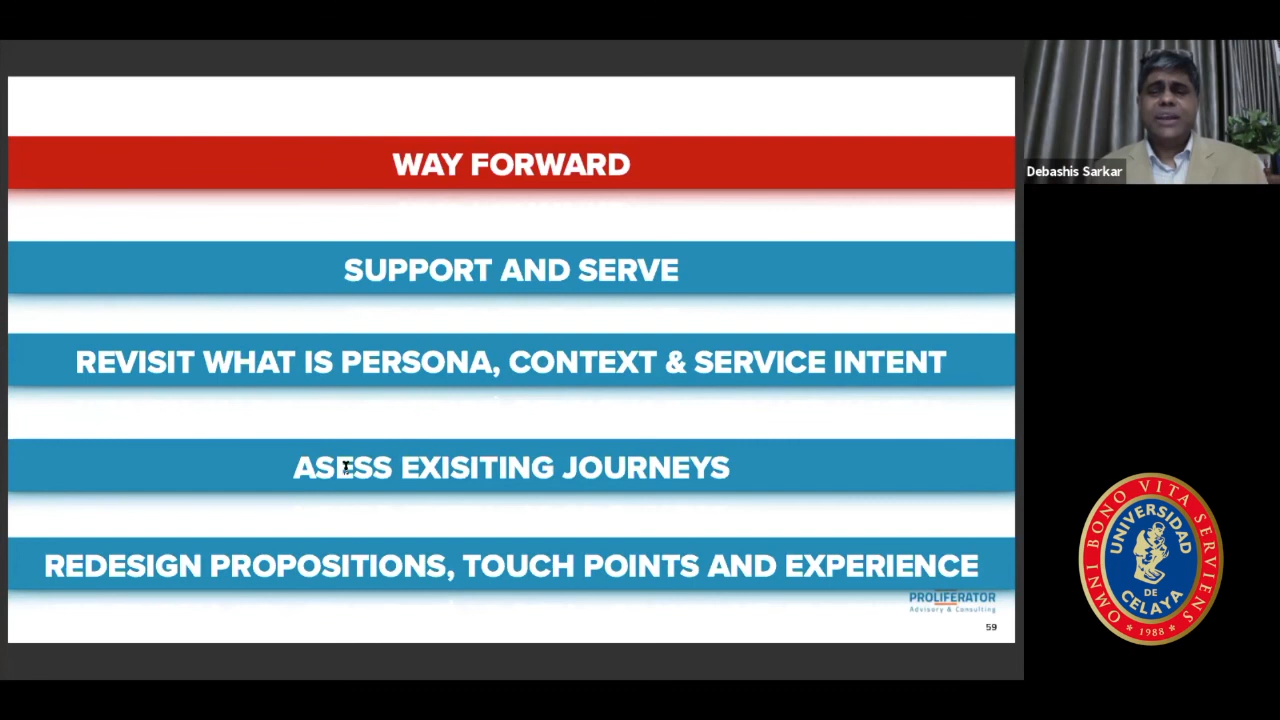 WAY FORWARD
SUPPORT AND SERVE
REVISIT WHAT IS PERSONA, CONTEXT & SERVICE INTENT
ASESS EXISITING JOURNEYS
REDESIGN PROPOSITIONS, TOUCH POINTS AND EXPERIENCE
PROLIFERATOR
Advisory & Consulting
59
Debashis Sarkar
OMNI BONO VITA SERVIENS
UNIVERSIDAD
DE
CELAYA
* 1988 *